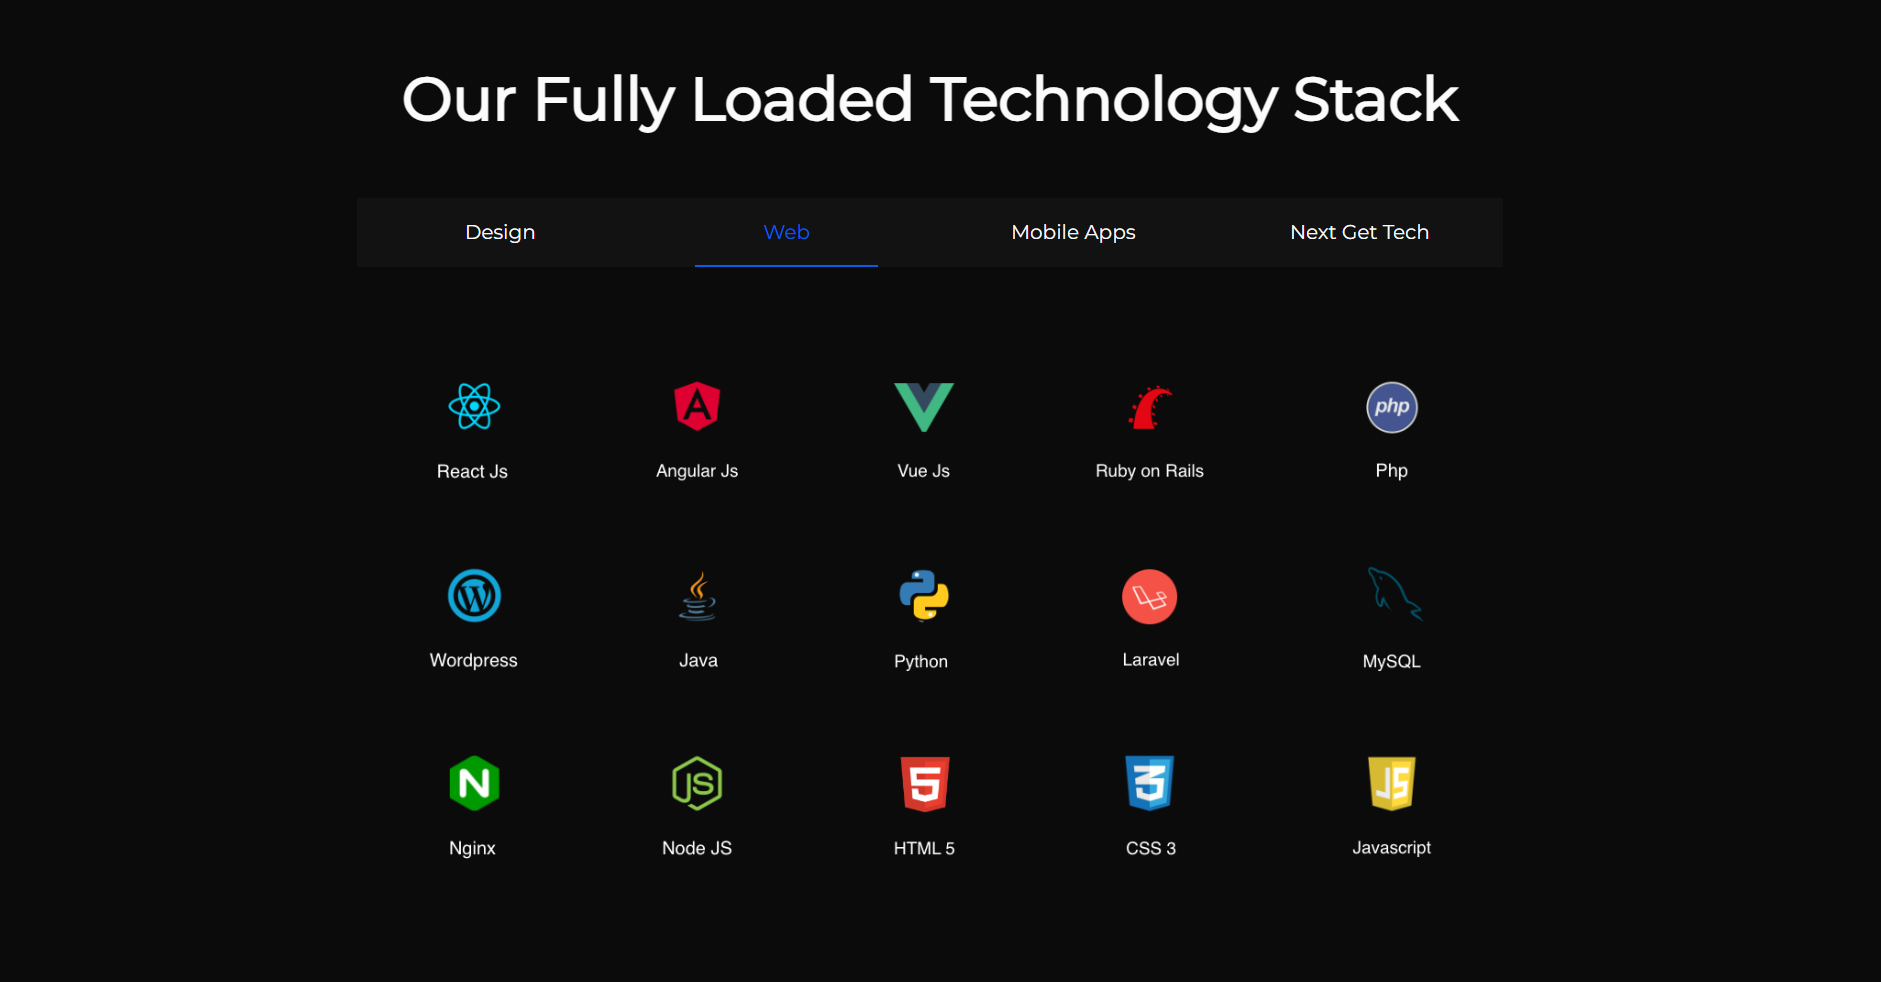 Our Fully Loaded Technology Stack
Design Web Mobile Apps Next Get Tech
php
React Js Angular Js Vue Js Ruby on Rails Php
Wordpress Java Python Laravel MySQL
N JS 5 3 JS
Nginx Node JS HTML 5 CSS 3 Javascript